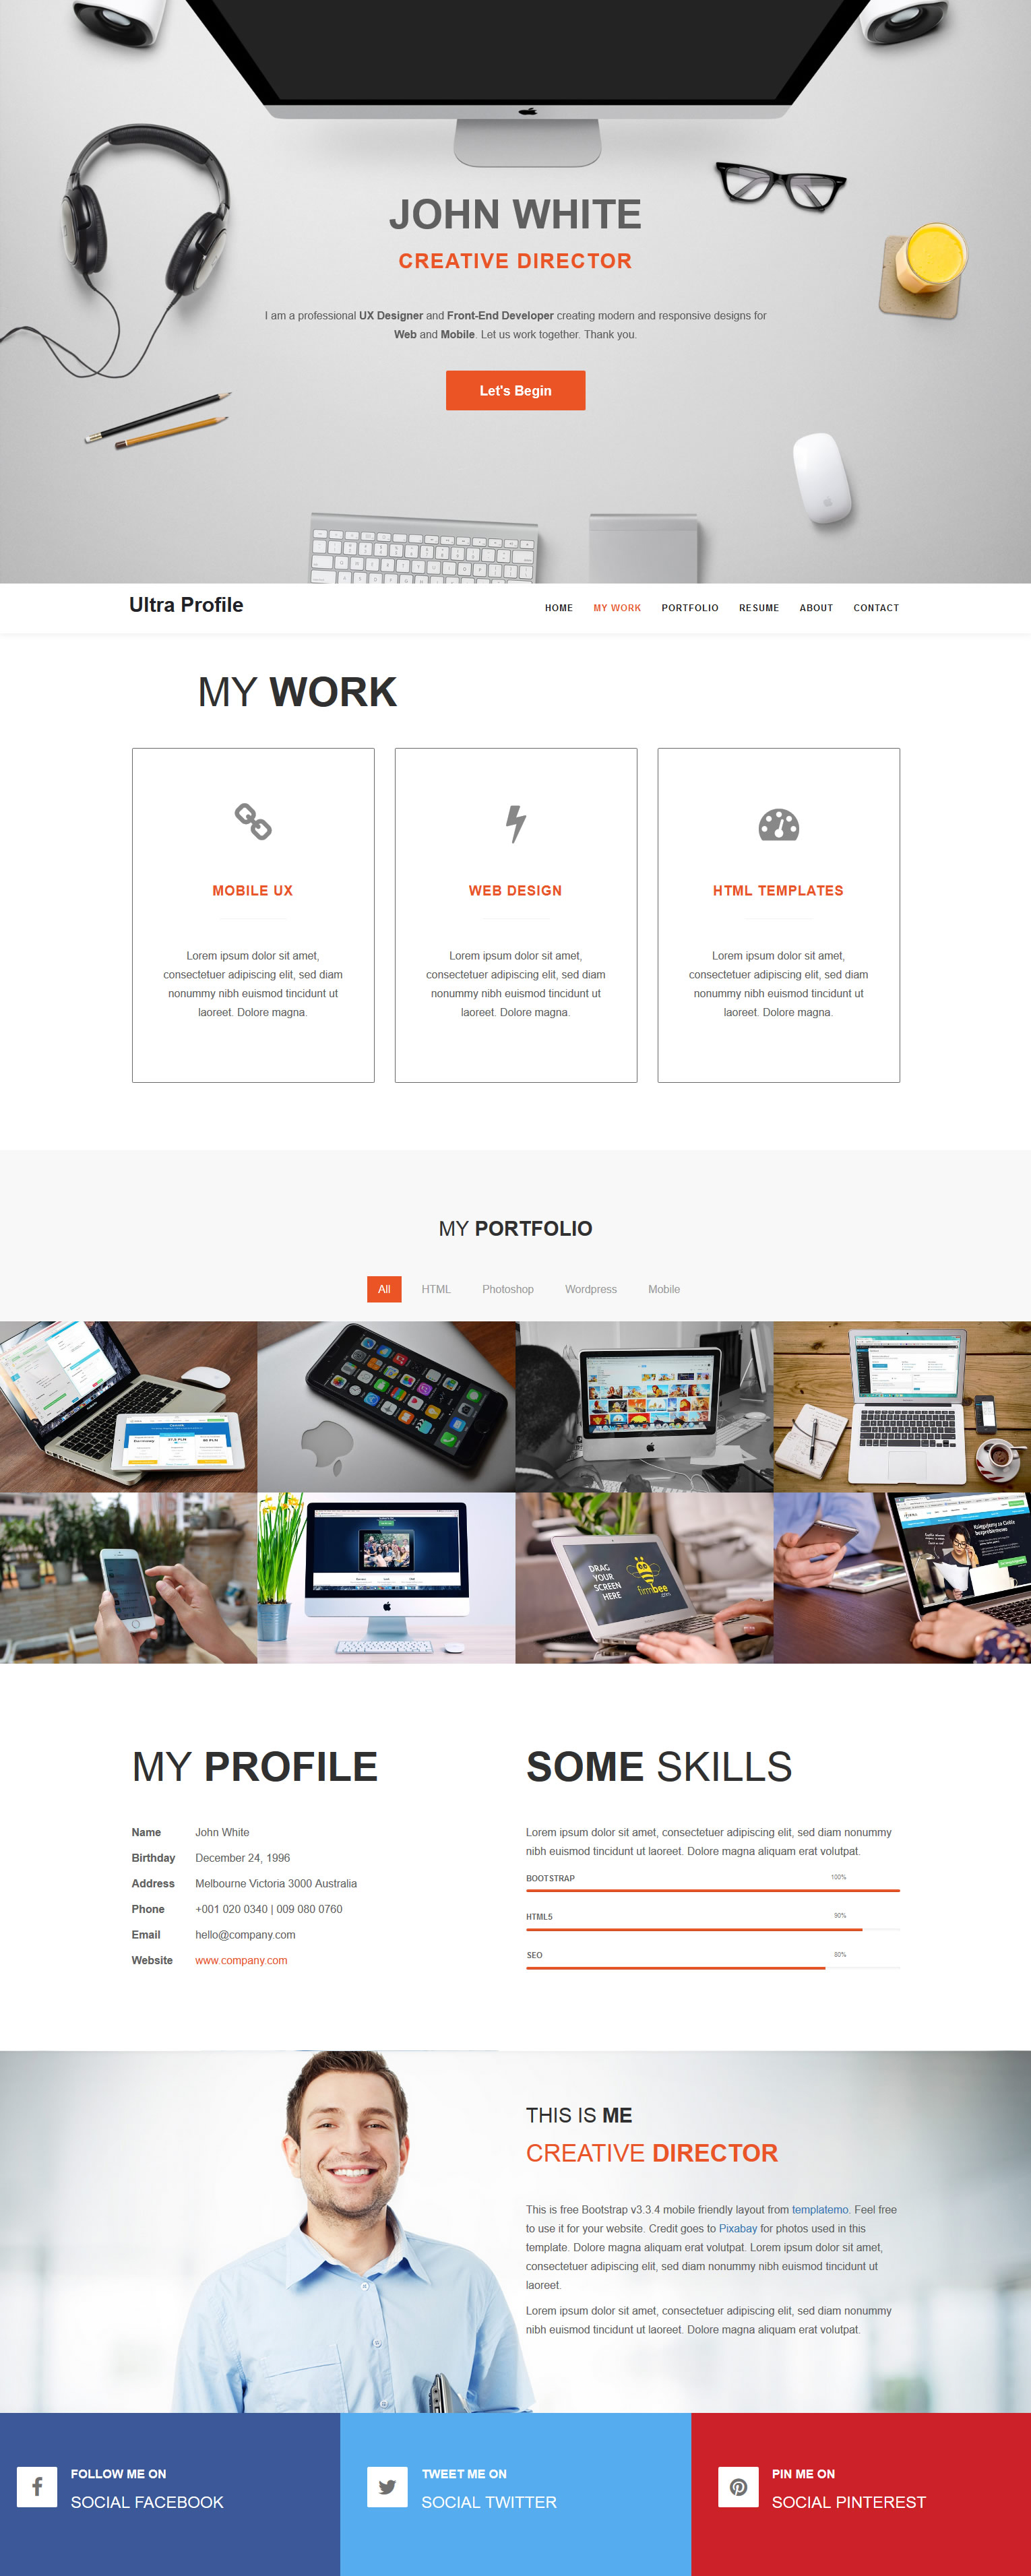 JOHN WHITE
CREATIVE DIRECTOR
I am a professional UX Designer and Front-End Developer creating modern and responsive designs for
Web and Mobile. Let us work together. Thank you.
Let's Begin
Ultra Profile
HOME MY WORK PORTFOLIO RESUME ABOUT CONTACT
MY WORK
MOBILE UX
Lorem ipsum dolor sit amet,
consectetuer adipiscing elit, sed diam
nonummy nibh euismod tincidunt ut
laoreet. Dolore magna.
WEB DESIGN
Lorem ipsum dolor sit amet,
consectetuer adipiscing elit, sed diam
nonummy nibh euismod tincidunt ut
laoreet. Dolore magna.
HTML TEMPLATES
Lorem ipsum dolor sit amet,
consectetuer adipiscing elit, sed diam
nonummy nibh euismod tincidunt ut
laoreet. Dolore magna.
MY PORTFOLIO
All HTML Photoshop Wordpress Mobile
DRAG
YOUR
SCREEN
HERE
firmbee
MY PROFILE
Name John White
Birthday December 24, 1996
Address Melbourne Victoria 3000 Australia
Phone +001 020 0340 | 009 080 0760
Email hello@company.com
Website www.company.com
SOME SKILLS
Lorem ipsum dolor sit amet, consectetuer adipiscing elit, sed diam nonummy
nibh euismod tincidunt ut laoreet. Dolore magna aliquam erat volutpat.
BOOTSTRAP 100%
HTML5 90%
SEO 80%
THIS IS ME
CREATIVE DIRECTOR
This is free Bootstrap v3.3.4 mobile friendly layout from templatemo. Feel free
to use it for your website. Credit goes to Pixabay for photos used in this
template. Dolore magna aliquam erat volutpat. Lorem ipsum dolor sit amet,
consectetuer adipiscing elit, sed diam nonummy nibh euismod tincidunt ut
laoreet.
Lorem ipsum dolor sit amet, consectetuer adipiscing elit, sed diam nonummy
nibh euismod tincidunt ut laoreet. Dolore magna aliquam erat volutpat.
FOLLOW ME ON
SOCIAL FACEBOOK
TWEET ME ON
SOCIAL TWITTER
PIN ME ON
SOCIAL PINTEREST